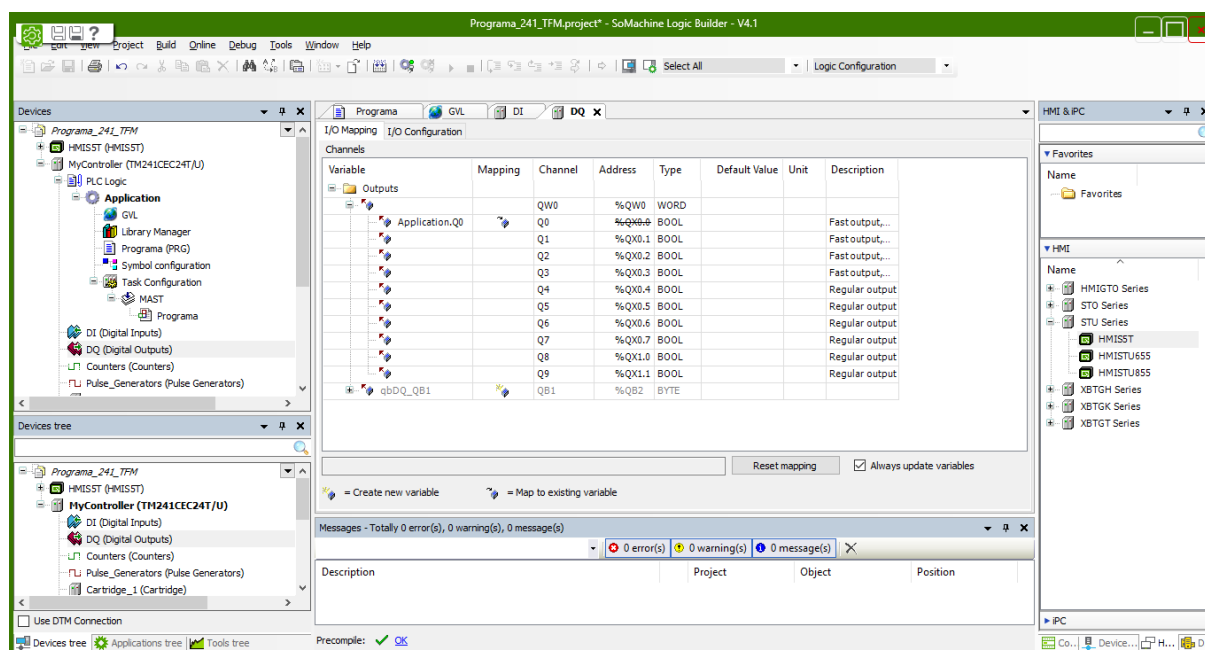 Programa_241_TFM.project* - SoMachine Logic Builder - V4.1
Edit View Project Build Online Debug Tools Window Help
Select All Logic Configuration
Devices
Programa_241_TFM
HMIS5T (HMIS5T)
MyController (TM241CEC24T/U)
PLC Logic
Application
GVL
Library Manager
Programa (PRG)
Symbol configuration
Task Configuration
MAST
Programa
DI (Digital Inputs)
DQ (Digital Outputs)
Counters (Counters)
Pulse_Generators (Pulse Generators)
Devices tree
Programa_241_TFM
HMIS5T (HMIS5T)
MyController (TM241CEC24T/U)
DI (Digital Inputs)
DQ (Digital Outputs)
Counters (Counters)
Pulse_Generators (Pulse Generators)
Cartridge_1 (Cartridge)
Use DTM Connection
Devices tree Applications tree Tools tree
Programa GVL DI DQ
I/O Mapping I/O Configuration
Channels
Variable Mapping Channel Address Type Default Value Unit Description
Outputs
QW0 %QW0 WORD
Application.Q0 Q0 %QX0.0 BOOL Fast output,...
Q1 %QX0.1 BOOL Fast output,...
Q2 %QX0.2 BOOL Fast output,...
Q3 %QX0.3 BOOL Fast output,...
Q4 %QX0.4 BOOL Regular output
Q5 %QX0.5 BOOL Regular output
Q6 %QX0.6 BOOL Regular output
Q7 %QX0.7 BOOL Regular output
Q8 %QX1.0 BOOL Regular output
Q9 %QX1.1 BOOL Regular output
qbDQ_QB1 QB1 %QB2 BYTE
Reset mapping Always update variables
= Create new variable = Map to existing variable
Messages - Totally 0 error(s), 0 warning(s), 0 message(s)
0 error(s) 0 warning(s) 0 message(s)
Description Project Object Position
Precompile: OK
HMI & iPC
Favorites
Name
Favorites
HMI
Name
HMIGTO Series
STO Series
STU Series
HMIS5T
HMISTU655
HMISTU855
XBTGH Series
XBTGK Series
XBTGT Series
iPC
Co... Device... H... D